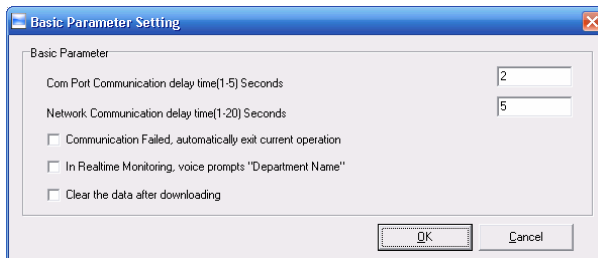 Basic Parameter Setting
Basic Parameter
Com Port Communication delay time(1-5) Seconds
2
Network Communication delay time(1-20) Seconds
5
Communication Failed, automatically exit current operation
In Realtime Monitoring, voice prompts "Department Name"
Clear the data after downloading
OK
Cancel